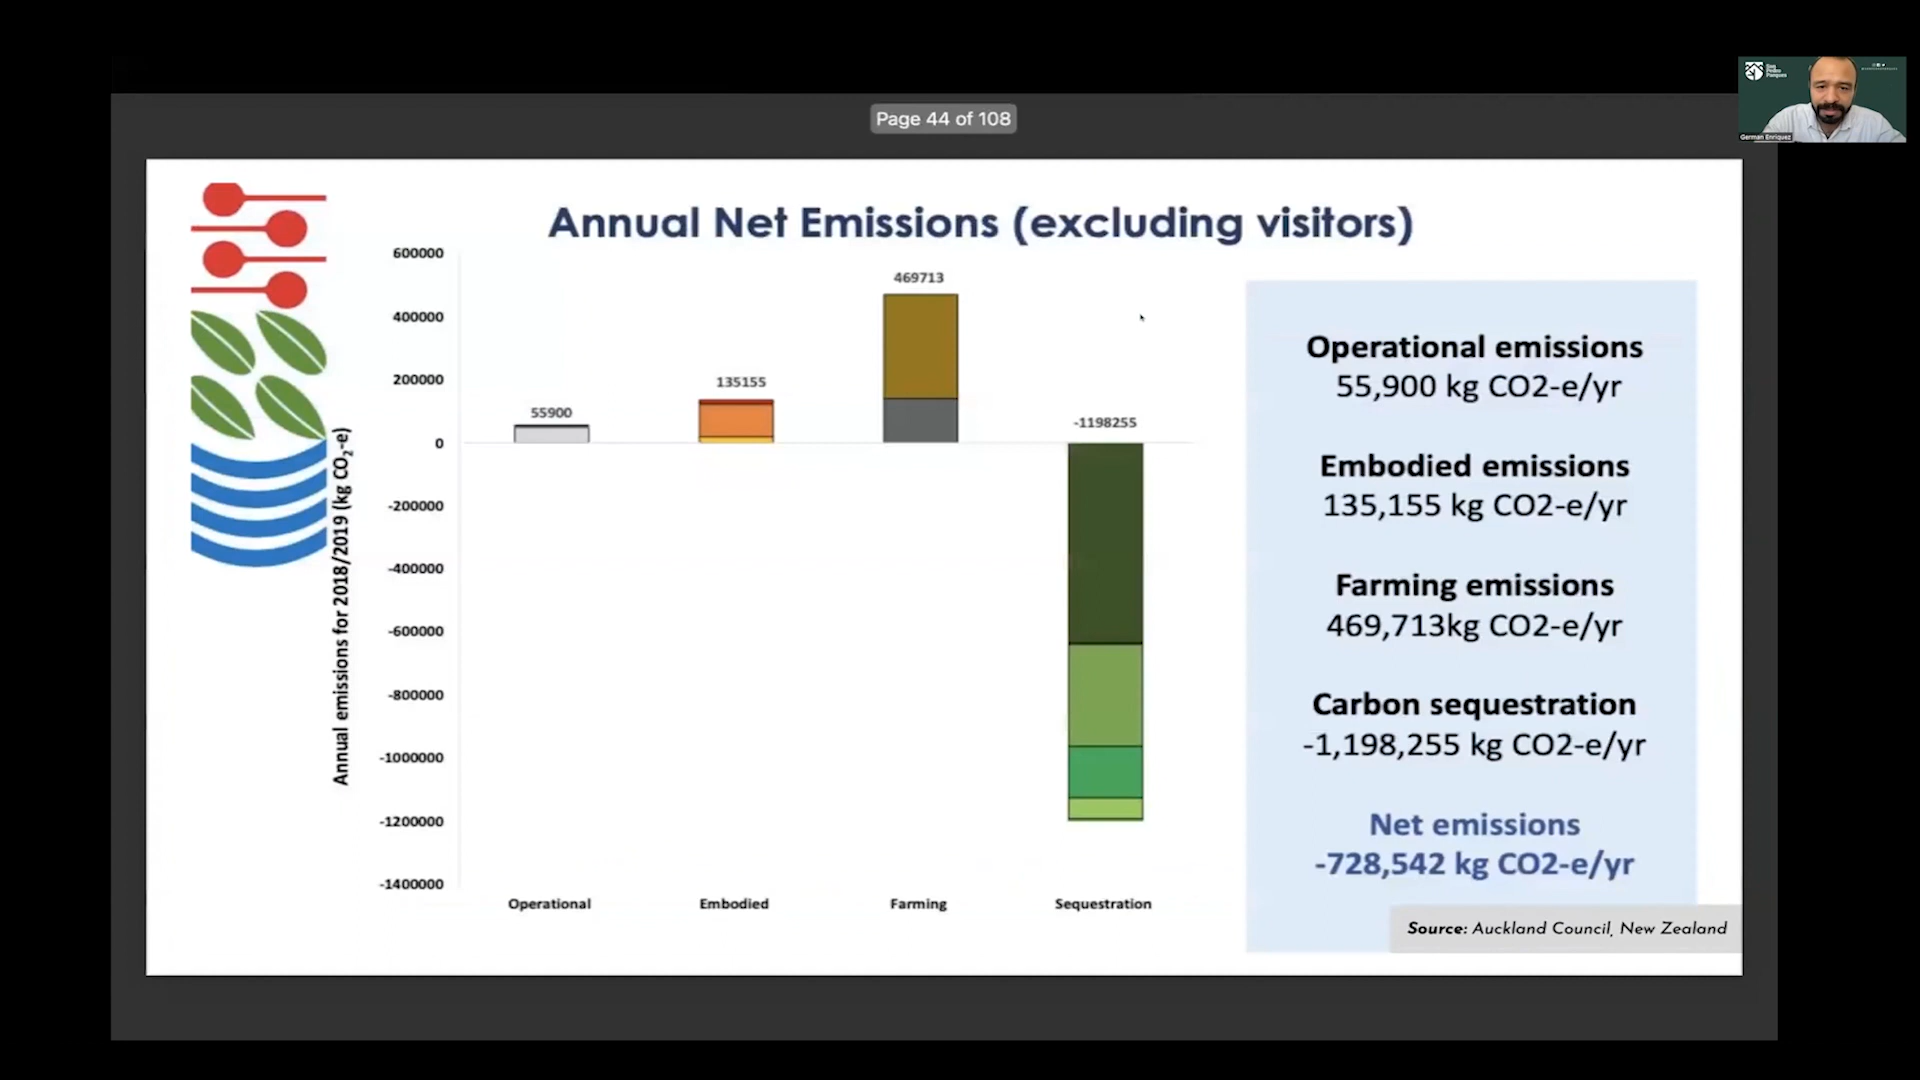 Page 44 of 108
San
Pedro
Parques
German Enriquez
Annual Net Emissions (excluding visitors)
Annual emissions for 2018/2019 (kg CO₂-e)
600000
400000
200000
0
-200000
-400000
-600000
-800000
-1000000
-1200000
-1400000
55900
135155
469713
-1198255
Operational
Embodied
Farming
Sequestration
Operational emissions
55,900 kg CO2-e/yr
Embodied emissions
135,155 kg CO2-e/yr
Farming emissions
469,713kg CO2-e/yr
Carbon sequestration
-1,198,255 kg CO2-e/yr
Net emissions
-728,542 kg CO2-e/yr
Source: Auckland Council, New Zealand